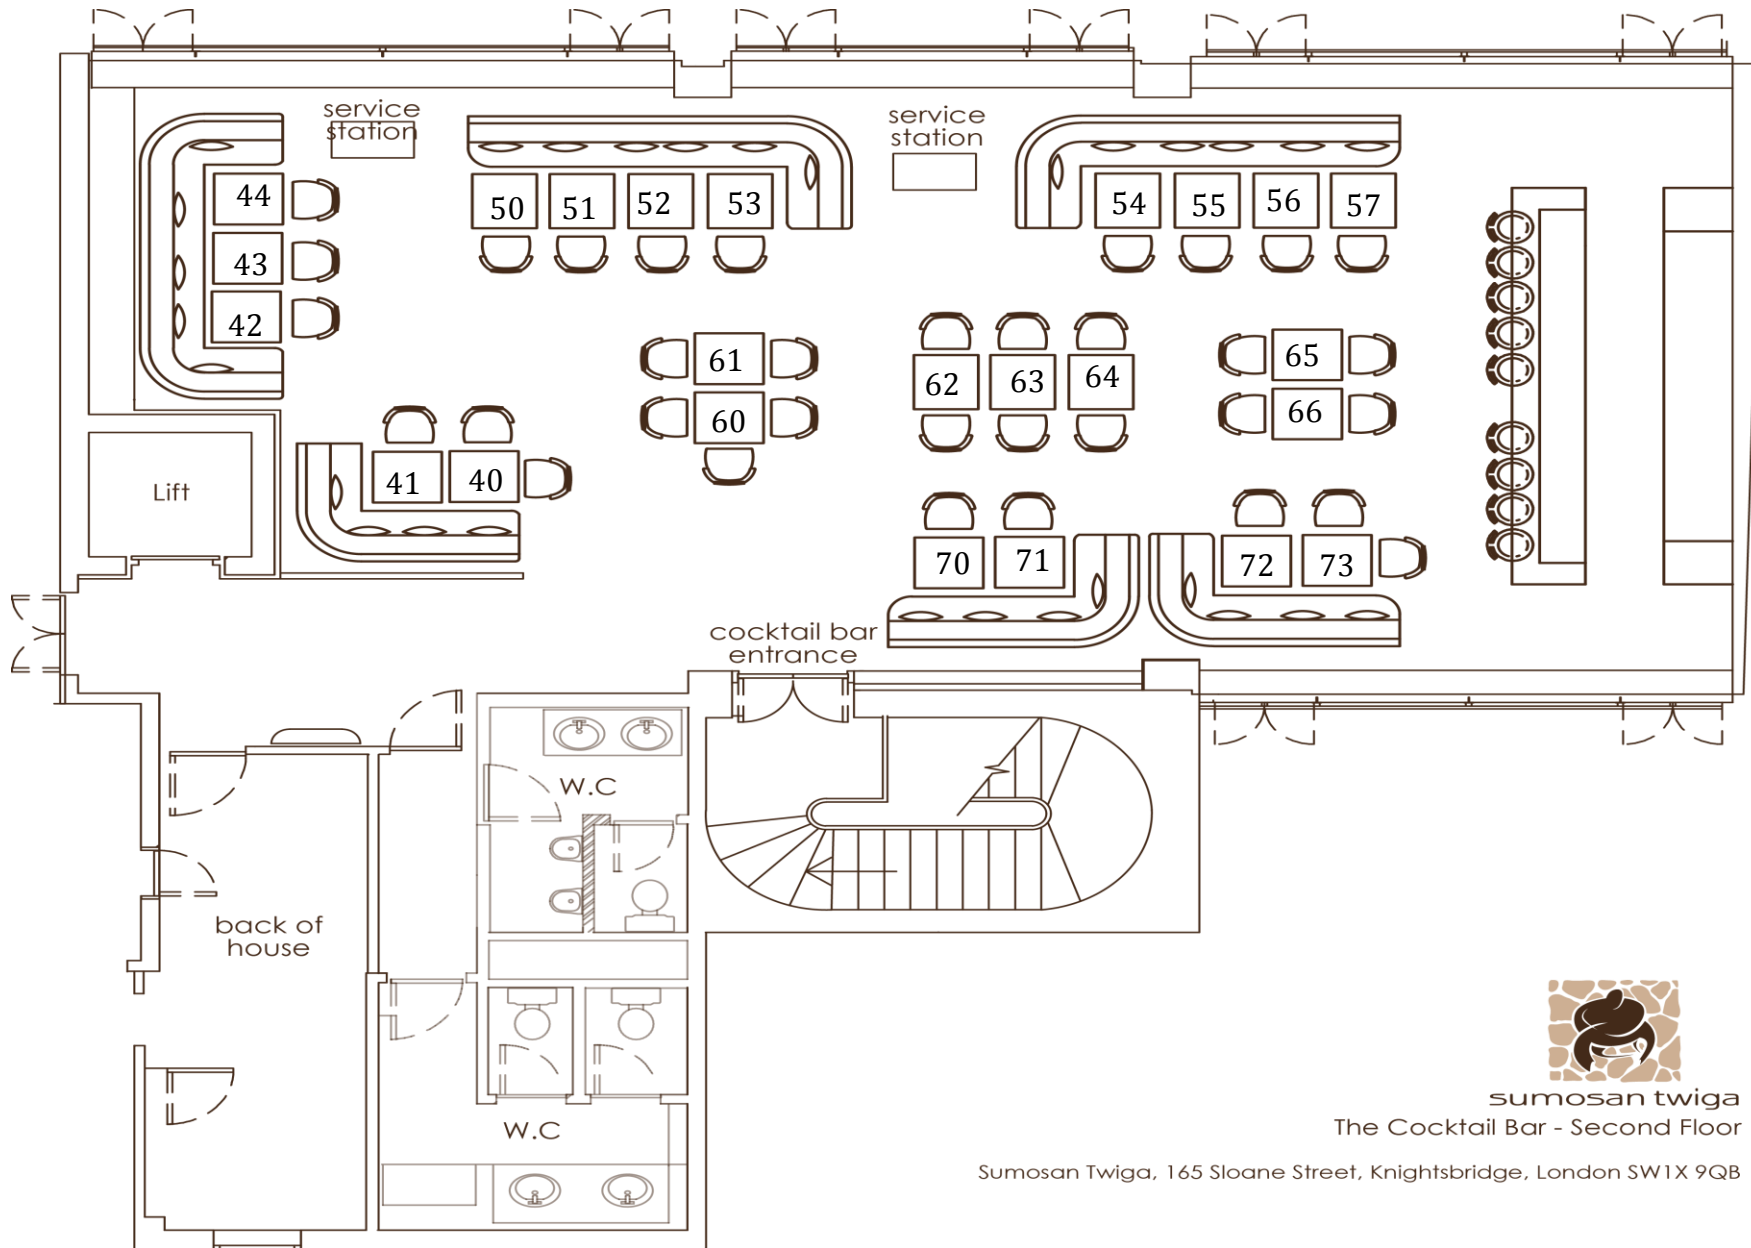 service
station
service
station
44
43
42
50
51
52
53
54
55
56
57
61
60
62
63
64
65
66
41
40
Lift
70
71
72
73
cocktail bar
entrance
W.C
back of
house
W.C
sumosan twiga
The Cocktail Bar - Second Floor
Sumosan Twiga, 165 Sloane Street, Knightsbridge, London SW1X 9QB